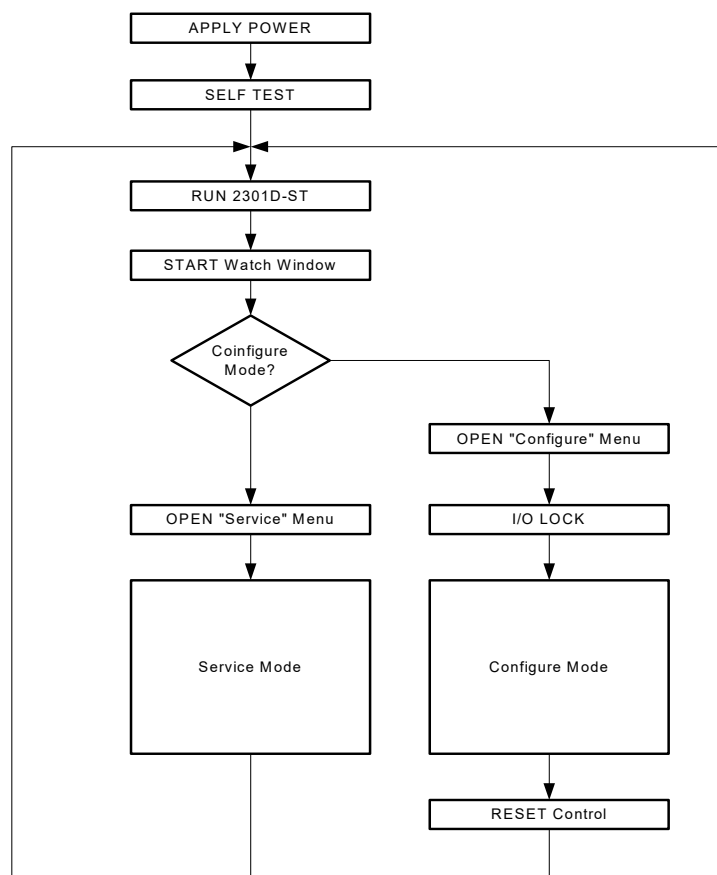 APPLY POWER
SELF TEST
RUN 2301D-ST
START Watch Window
Coinfigure
Mode?
OPEN "Configure" Menu
OPEN "Service" Menu
I/O LOCK
Service Mode
Configure Mode
RESET Control